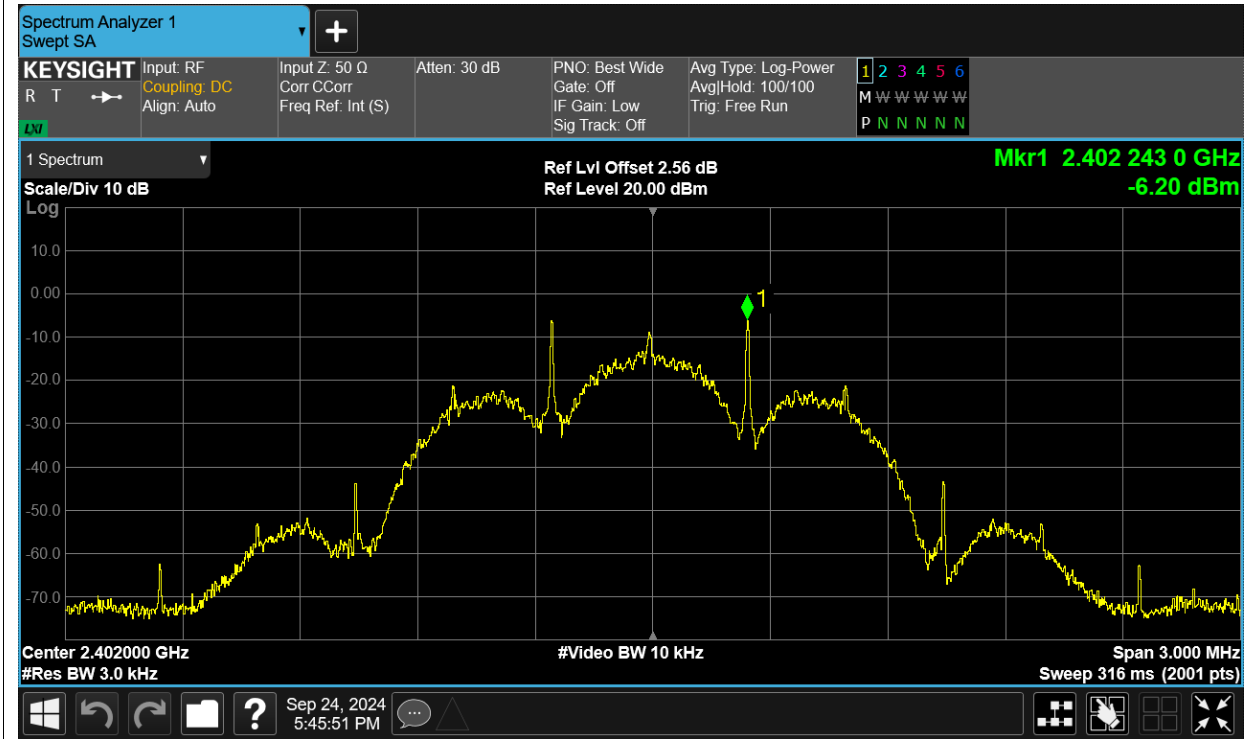 Spectrum Analyzer 1
Swept SA
KEYSIGHT
R T
LXI
Input: RF
Coupling: DC
Align: Auto
Input Z: 50 Ω
Corr CCorr
Freq Ref: Int (S)
Atten: 30 dB
PNO: Best Wide
Gate: Off
IF Gain: Low
Sig Track: Off
Avg Type: Log-Power
Avg|Hold: 100/100
Trig: Free Run
1 2 3 4 5 6
M W W W W W
P N N N N N
1 Spectrum
Scale/Div 10 dB
Log
Ref Lvl Offset 2.56 dB
Ref Level 20.00 dBm
Mkr1 2.402 243 0 GHz
-6.20 dBm
1
10.0
0.00
-10.0
-20.0
-30.0
-40.0
-50.0
-60.0
-70.0
Center 2.402000 GHz
#Video BW 10 kHz
Span 3.000 MHz
#Res BW 3.0 kHz
Sweep 316 ms (2001 pts)
?
Sep 24, 2024
5:45:51 PM